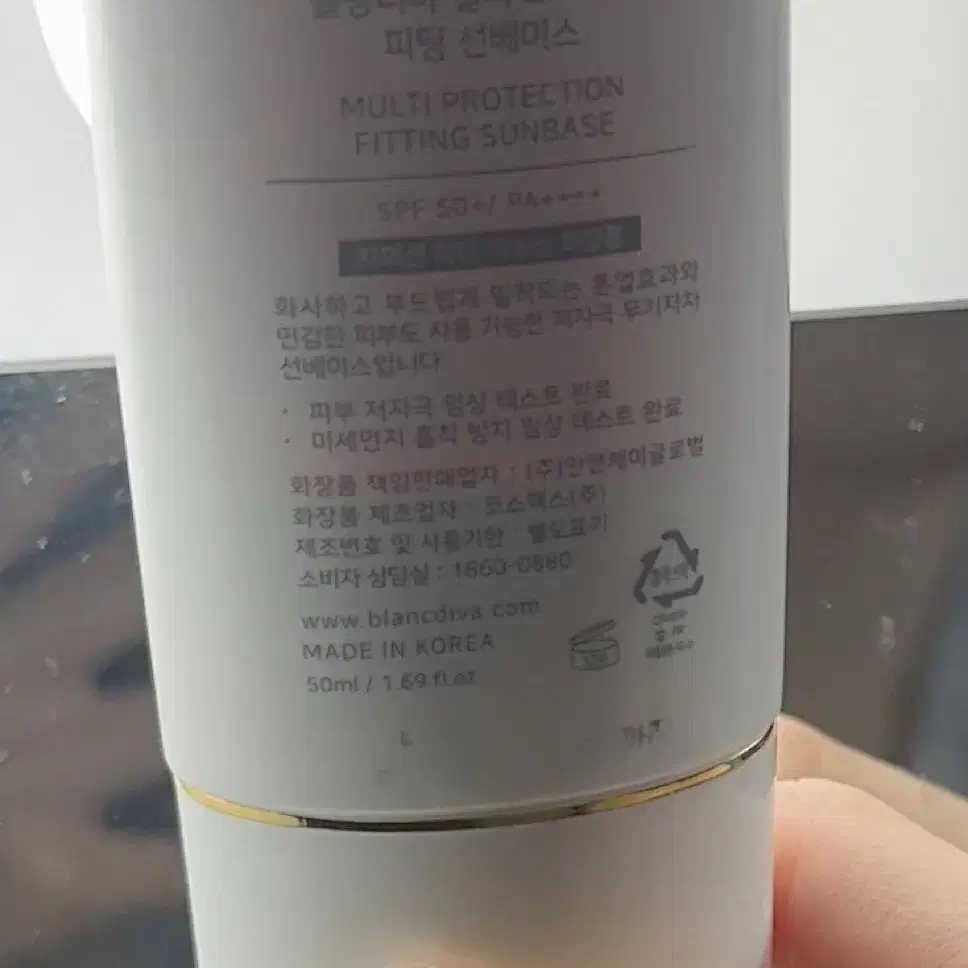 피팅 선베이스
MULTI PROTECTION
FITTING SUNBASE
SPF 50+/ PA++++
자외선
화사하고 부드럽게 밀착되는 톤업효과와
민감한 피부도 사용 가능한 저자극 무기자차
선베이스입니다
· 피부 저자극 임상 테스트 완료
· 미세먼지 흡착 방지 임상 테스트 완료
화장품 책임판매업자 : (주)안앤케이글로벌
화장품 제조업자 : 코스맥스(주)
제조번호 및 사용기한 : 별도표기
소비자 상담실 : 1660-0880
www.blancdiva.com
MADE IN KOREA
50ml / 1.69 fl.oz